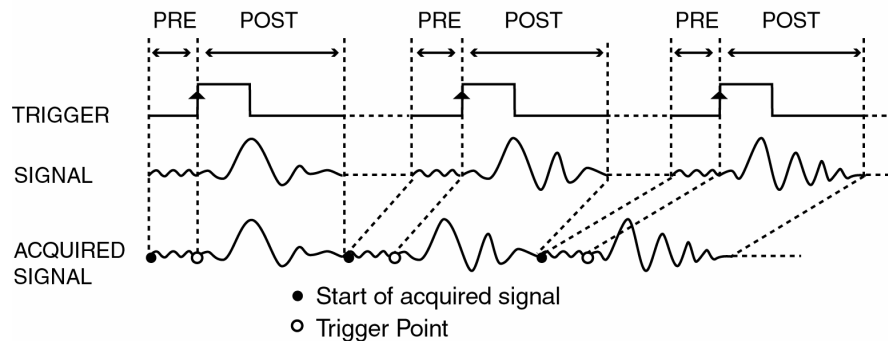 PRE POST PRE POST PRE POST
TRIGGER
SIGNAL
ACQUIRED
SIGNAL
Start of acquired signal
Trigger Point